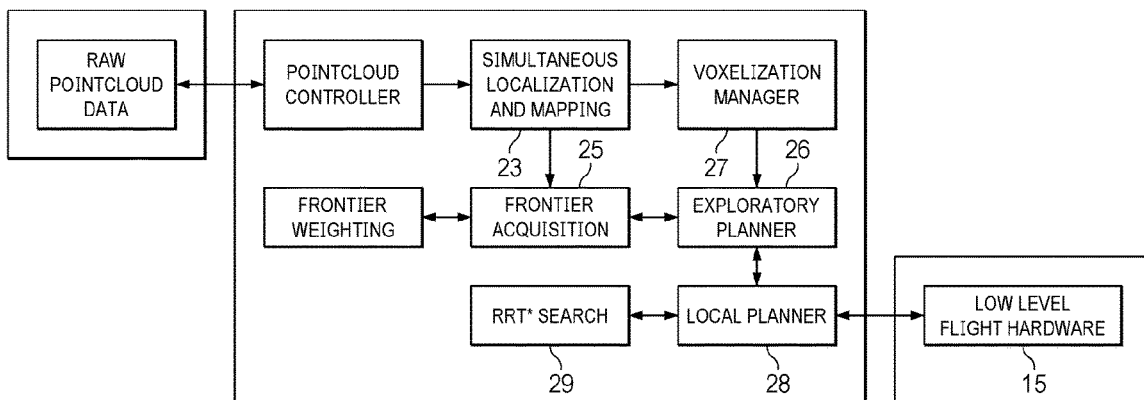 RAW
POINTCLOUD
DATA
POINTCLOUD
CONTROLLER
SIMULTANEOUS
LOCALIZATION
AND MAPPING
VOXELIZATION
MANAGER
23
25
27
26
FRONTIER
WEIGHTING
FRONTIER
ACQUISITION
EXPLORATORY
PLANNER
RRT* SEARCH
LOCAL PLANNER
LOW LEVEL
FLIGHT HARDWARE
29
28
15